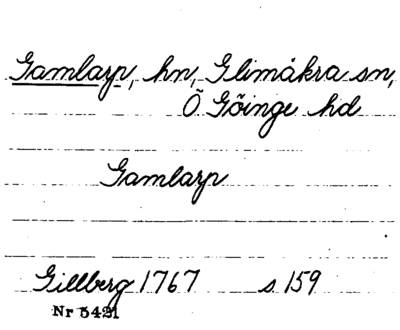 Gamlarp, hn, Glimåkra sn,
Ö Göinge hd
Gamlarp
Gillberg 1767 s 159
Nr 5421